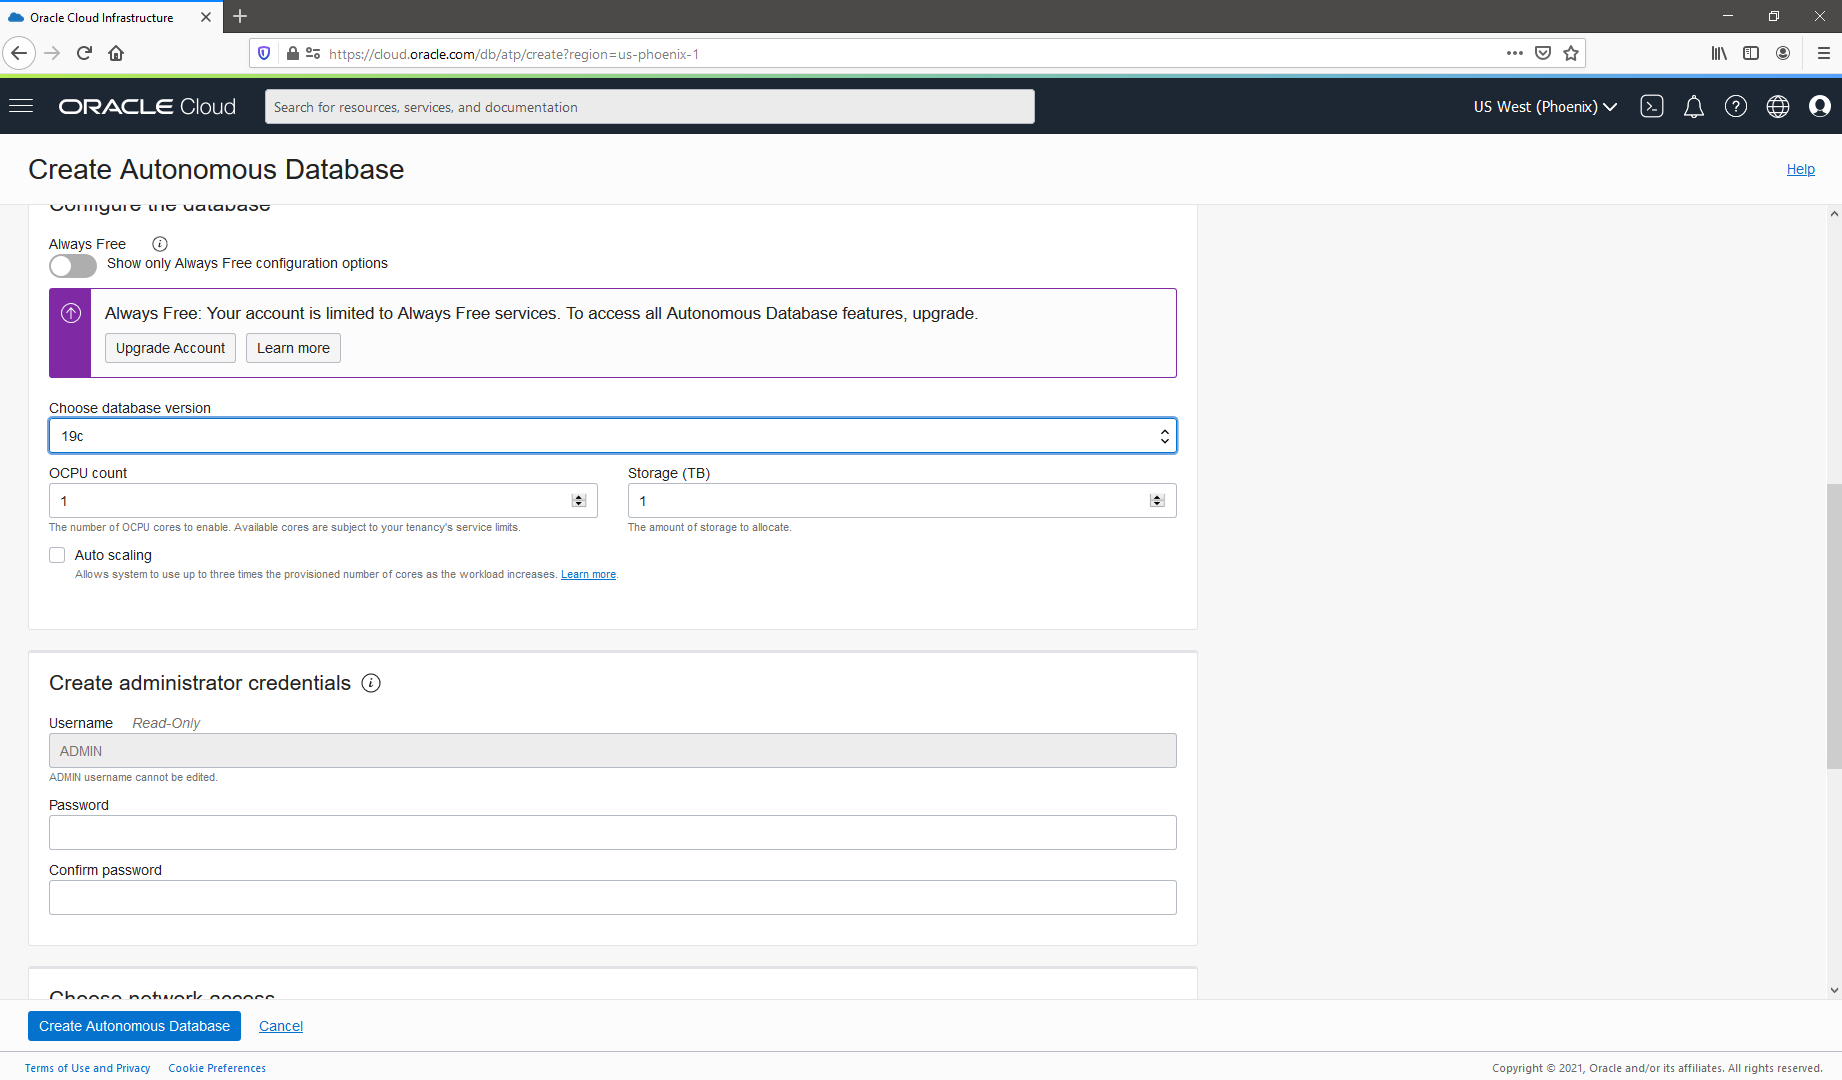 Oracle Cloud Infrastructure
https://cloud.oracle.com/db/atp/create?region=us-phoenix-1
ORACLE Cloud
Search for resources, services, and documentation
US West (Phoenix)
Create Autonomous Database
Help
Configure the database
Always Free
Show only Always Free configuration options
Always Free: Your account is limited to Always Free services. To access all Autonomous Database features, upgrade.
Upgrade Account
Learn more
Choose database version
19c
OCPU count
Storage (TB)
1
1
The number of OCPU cores to enable. Available cores are subject to your tenancy's service limits.
The amount of storage to allocate.
Auto scaling
Allows system to use up to three times the provisioned number of cores as the workload increases. Learn more.
Create administrator credentials
Username Read-Only
ADMIN
ADMIN username cannot be edited.
Password
Confirm password
Choose network access
Create Autonomous Database
Cancel
Terms of Use and Privacy
Cookie Preferences
Copyright © 2021, Oracle and/or its affiliates. All rights reserved.